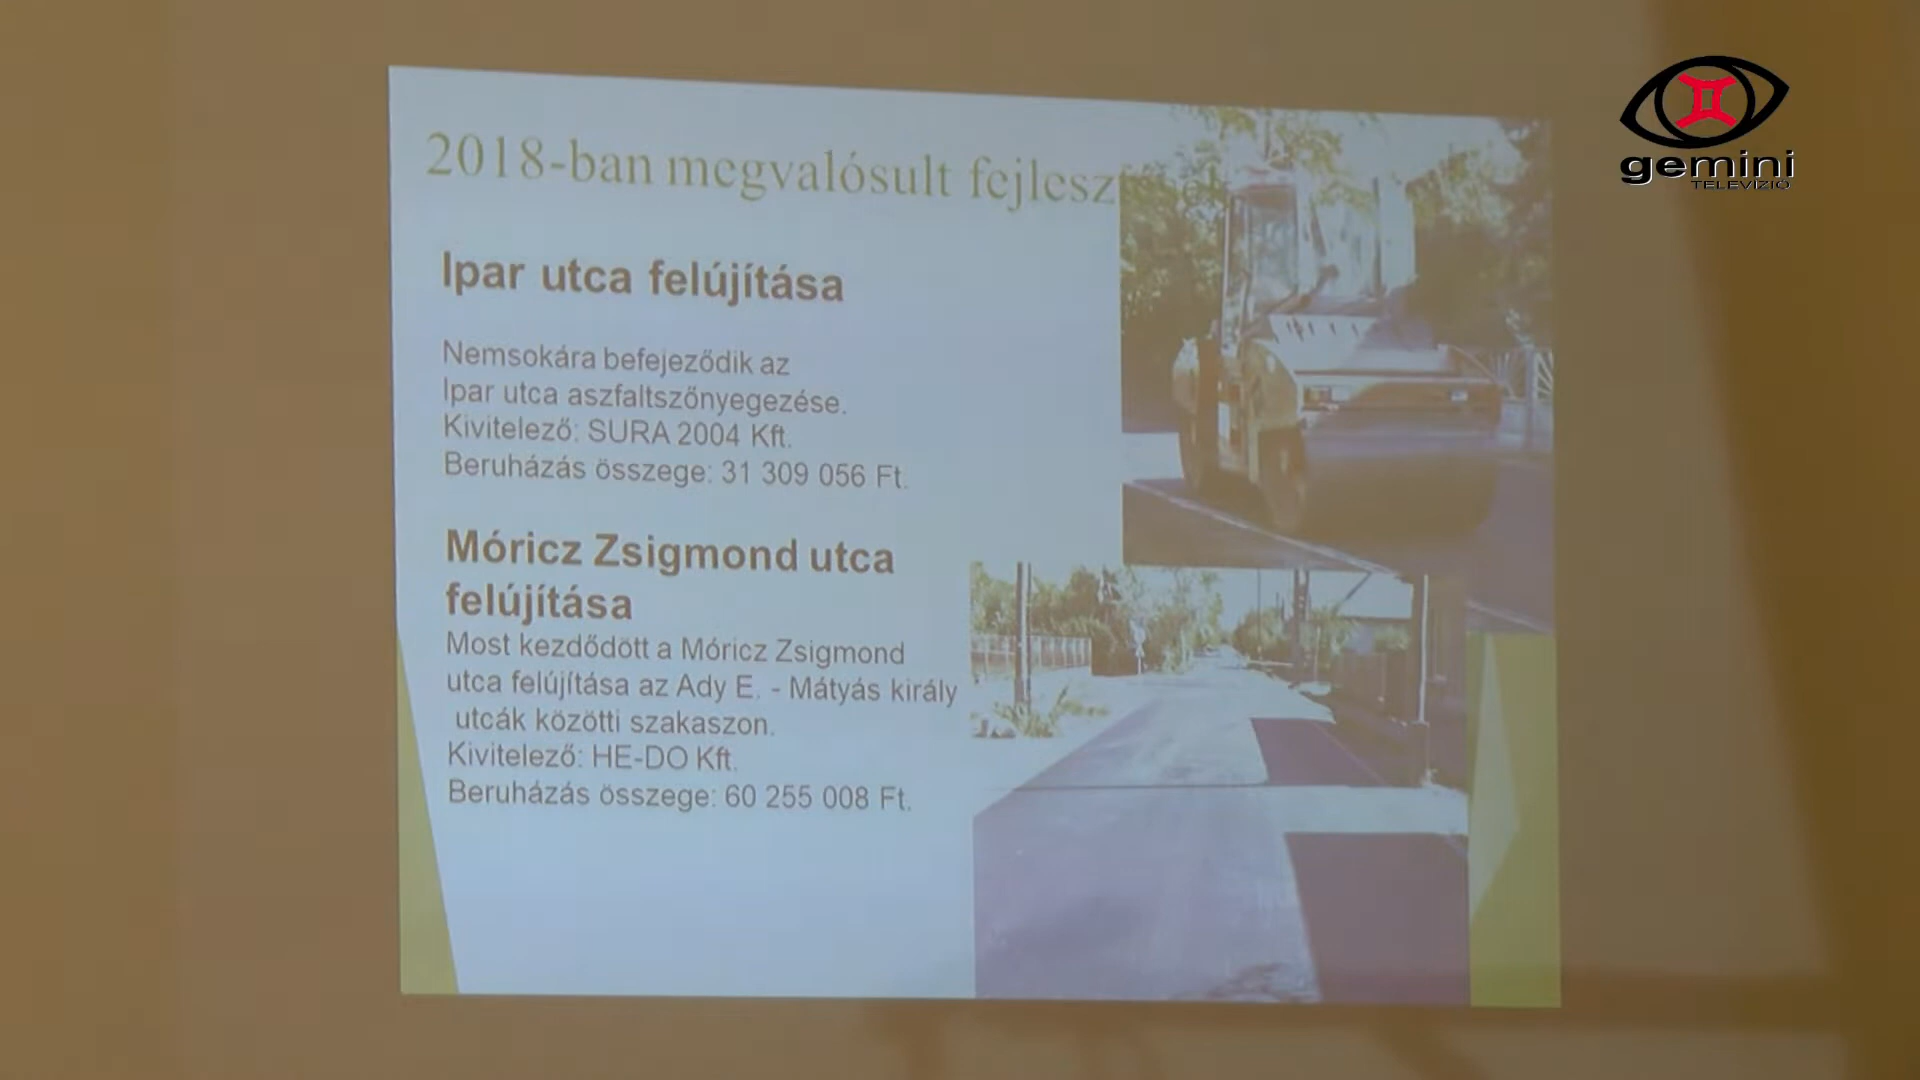 2018-ban megvalósult fejlesztések
Ipar utca felújítása
Nemsokára befejeződik az
Ipar utca aszfaltszőnyegezése.
Kivitelező: SURA 2004 Kft.
Beruházás összege: 31 309 056 Ft.
Móricz Zsigmond utca
felújítása
Most kezdődött a Móricz Zsigmond
utca felújítása az Ady E. - Mátyás király
utcák közötti szakaszon.
Kivitelező: HE-DO Kft.
Beruházás összege: 60 255 008 Ft.
gemini
TELEVÍZIÓ